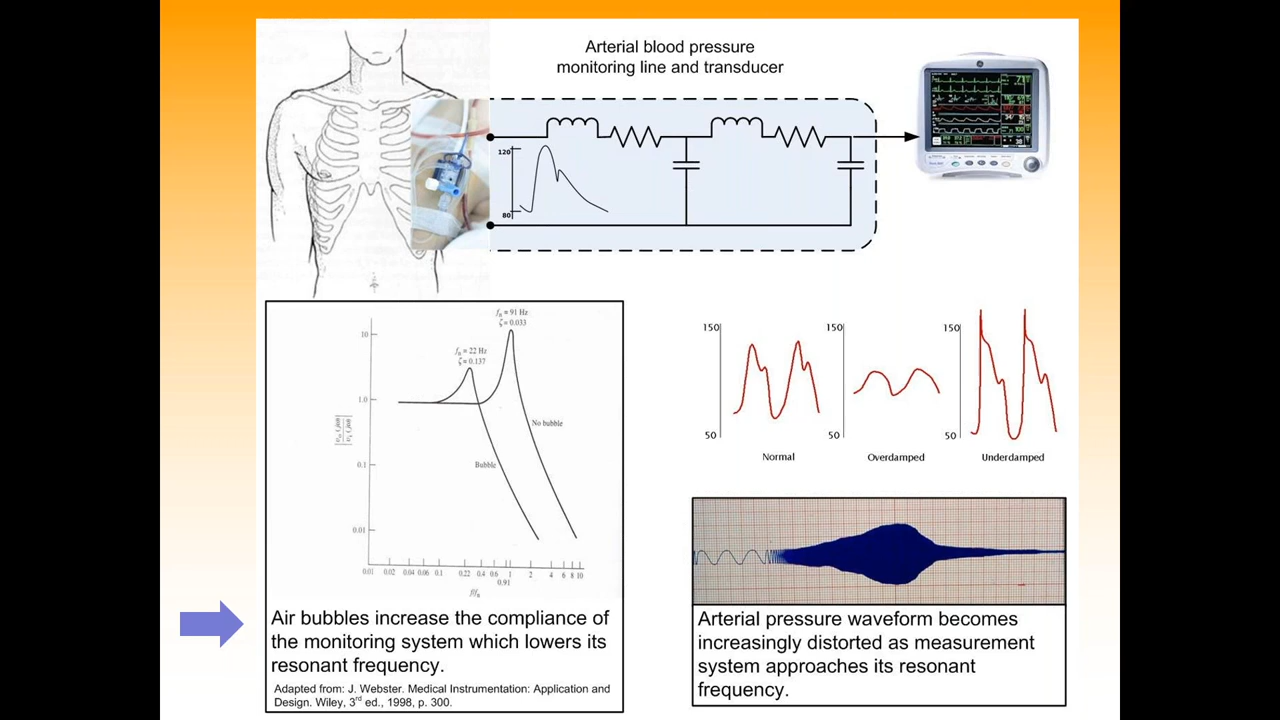 Arterial blood pressure
monitoring line and transducer
120
80
fn = 91 Hz
ζ = 0.033
fn = 22 Hz
ζ = 0.137
10
1.0
0.1
0.01
No bubble
Bubble
0.01 0.02 0.04 0.06 0.1 0.22 0.4 0.6 1 2 4 6 8 10
0.91
f/fn
150
50
Normal
150
50
Overdamped
150
50
Underdamped
Air bubbles increase the compliance of
the monitoring system which lowers its
resonant frequency.
Adapted from: J. Webster. Medical Instrumentation: Application and
Design. Wiley, 3rd ed., 1998, p. 300.
Arterial pressure waveform becomes
increasingly distorted as measurement
system approaches its resonant
frequency.